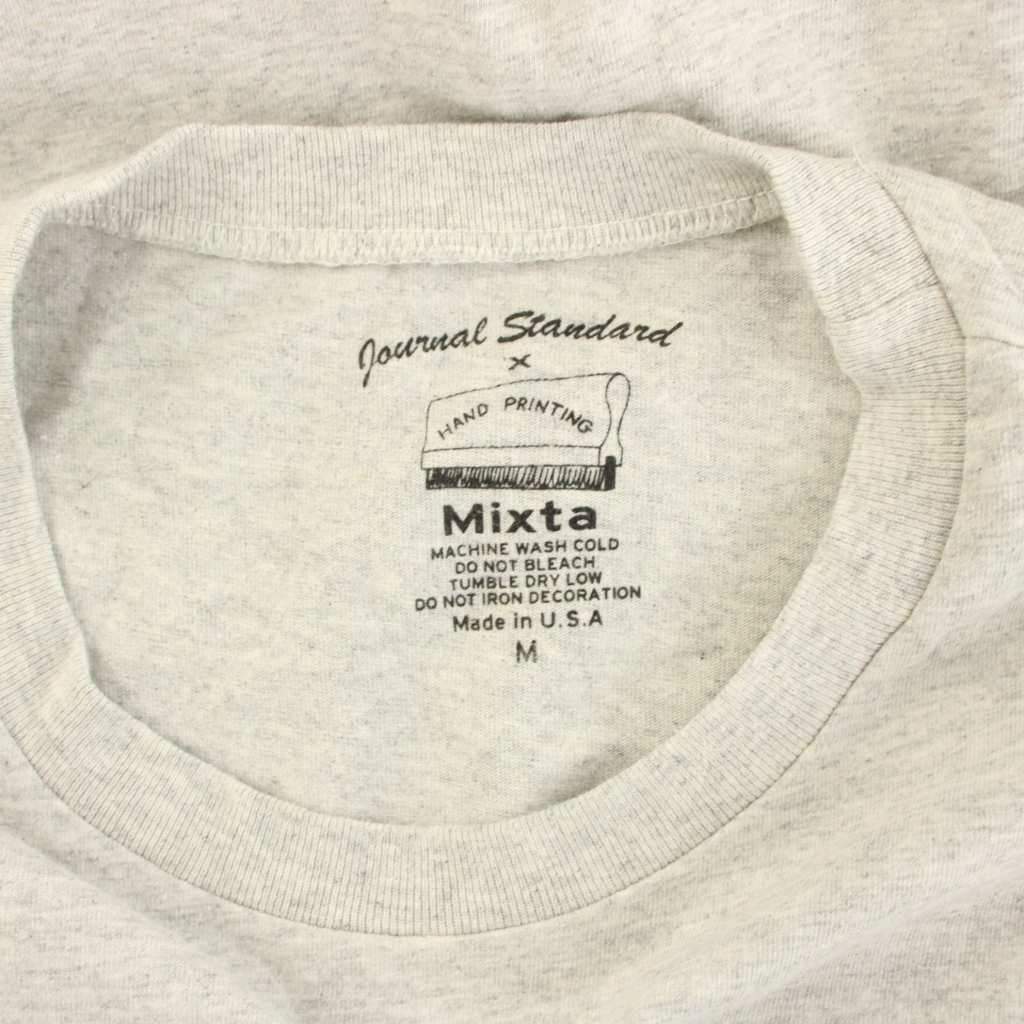 Journal Standard
×
HAND PRINTING
Mixta
MACHINE WASH COLD
DO NOT BLEACH
TUMBLE DRY LOW
DO NOT IRON DECORATION
Made in U.S.A
M